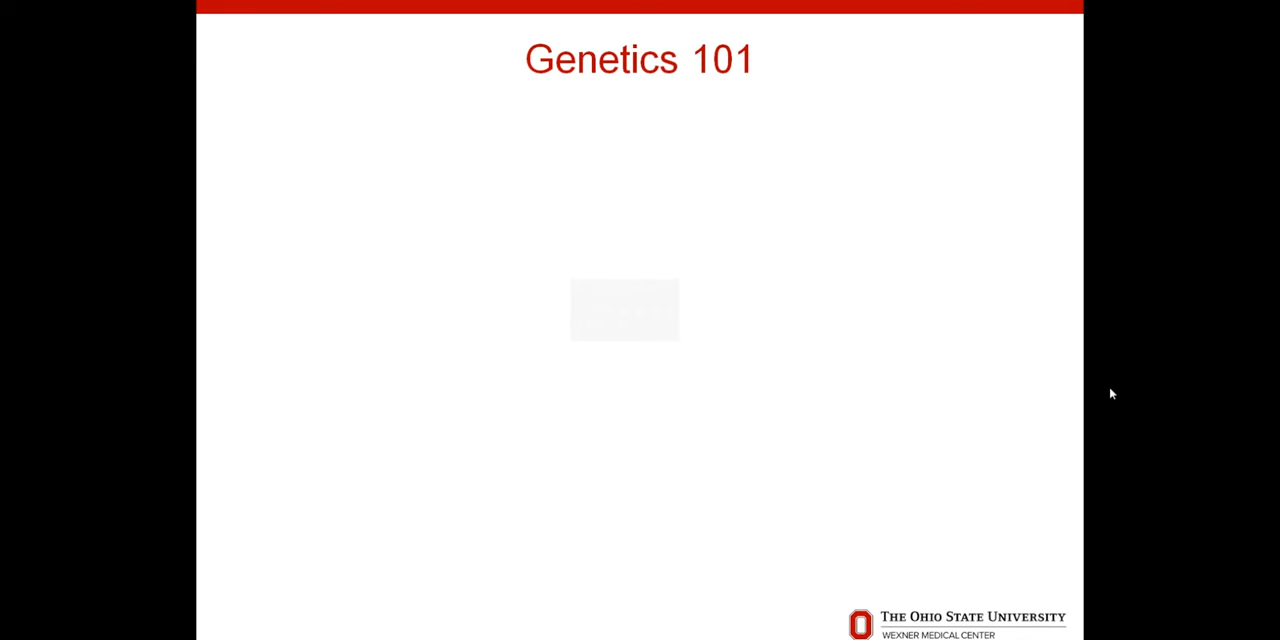 Genetics 101
THE OHIO STATE UNIVERSITY
WEXNER MEDICAL CENTER